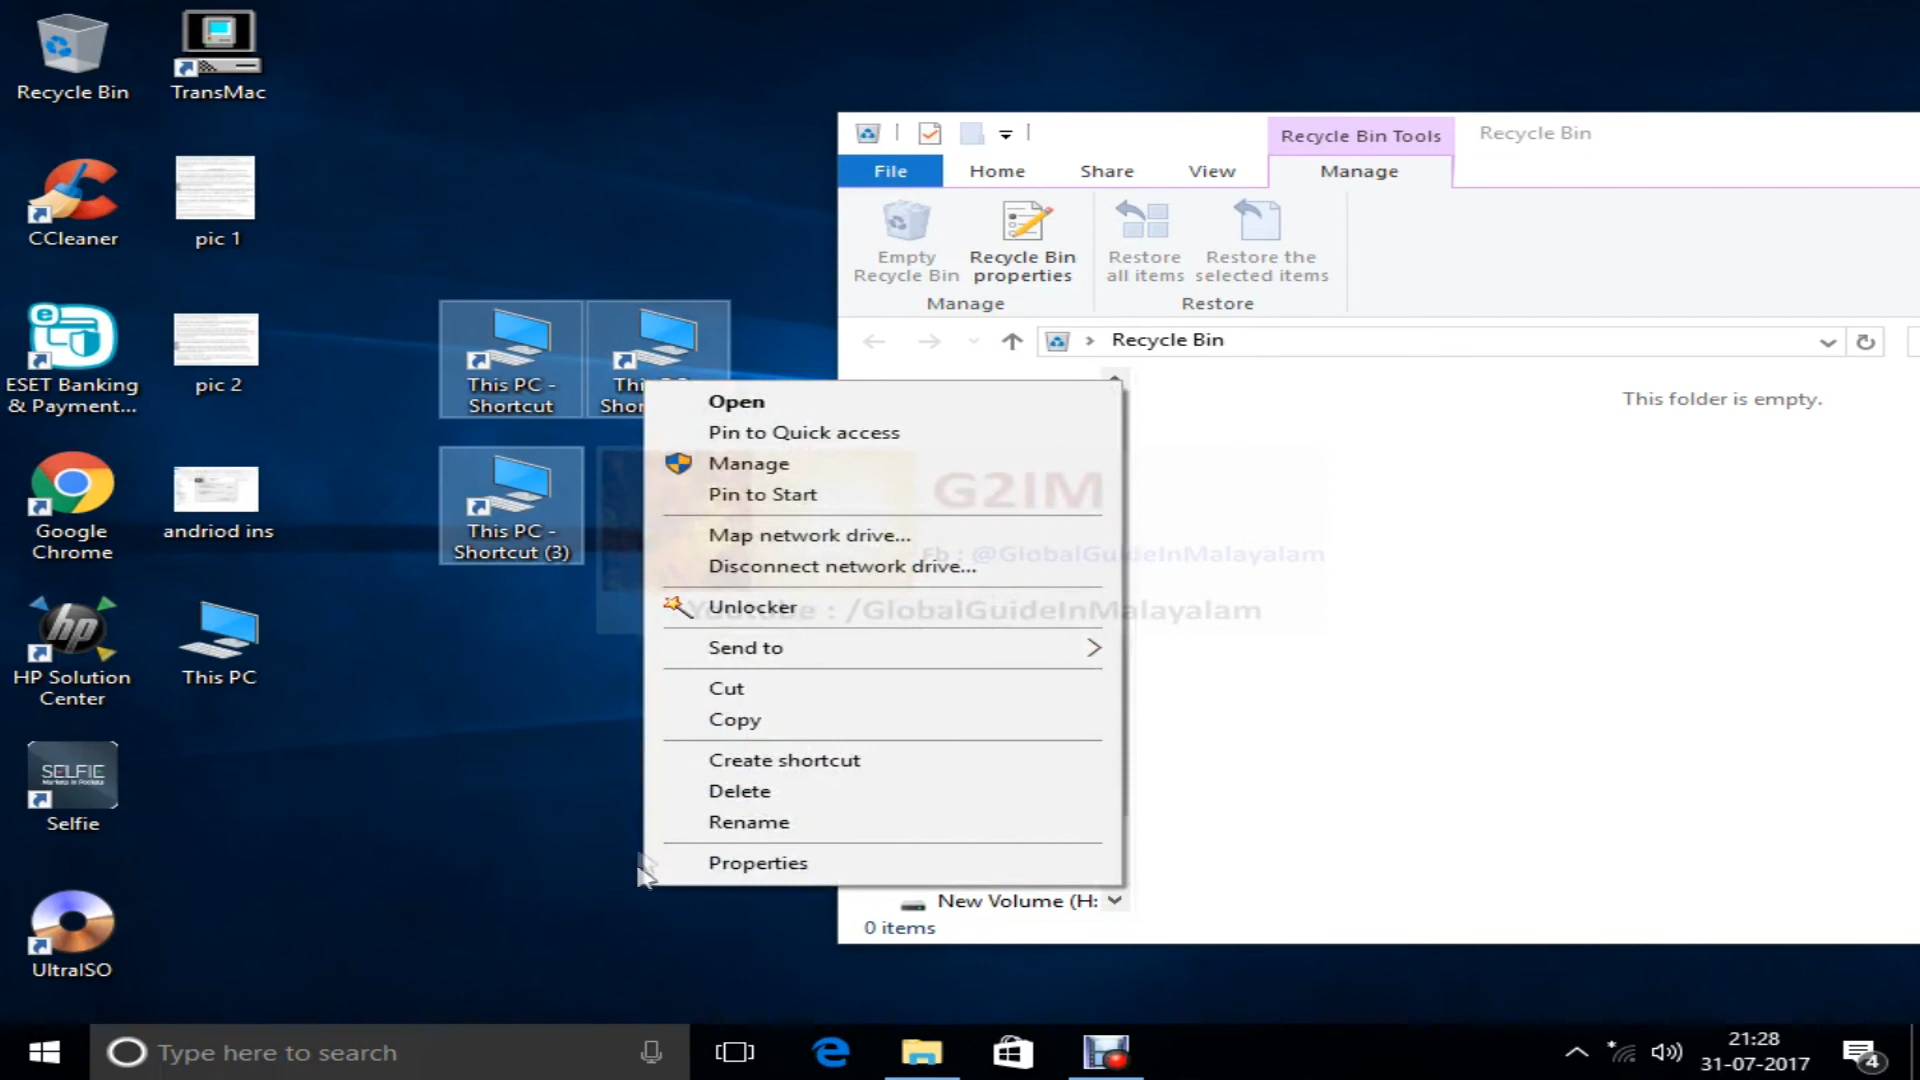 Recycle Bin
TransMac
CCleaner
pic 1
ESET Banking
& Payment...
pic 2
Google
Chrome
andriod ins
HP Solution
Center
This PC
SELFIE
Selfie
UltraISO
This PC -
Shortcut
This PC -
Shortcut (3)
Recycle Bin Tools
Recycle Bin
File
Home
Share
View
Manage
Empty
Recycle Bin
Recycle Bin
properties
Restore
all items
Restore the
selected items
Manage
Restore
Recycle Bin
This folder is empty.
Open
Pin to Quick access
Manage
Pin to Start
Map network drive...
Disconnect network drive...
Unlocker
Send to
Cut
Copy
Create shortcut
Delete
Rename
Properties
G2IM
Fb : @GlobalGuideInMalayalam
Youtube : /GlobalGuideInMalayalam
New Volume (H:
0 items
Type here to search
21:28
31-07-2017
4